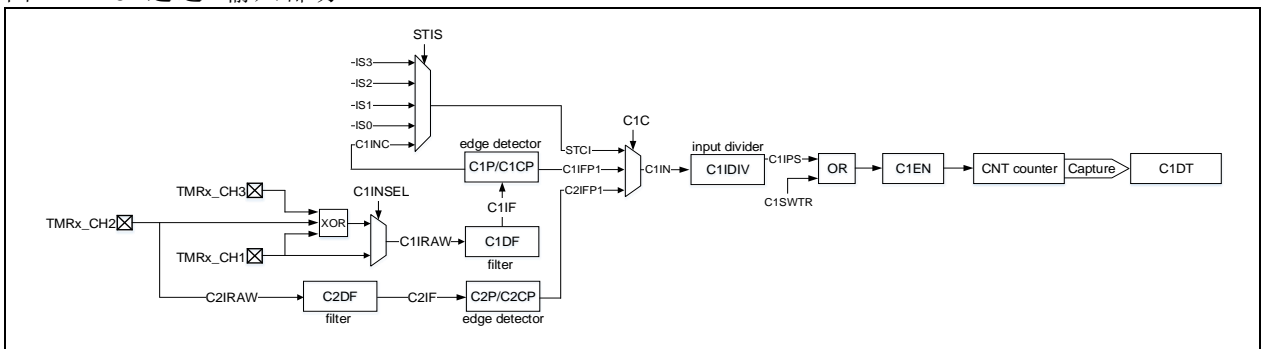 STIS
IS3
IS2
IS1
IS0
C1INC
edge detector
C1P/C1CP
STCI
C1IFP1
C2IFP1
C1C
C1IN
input divider
C1IDIV
C1IPS
C1SWTR
OR
C1EN
CNT counter
Capture
C1DT
TMRx_CH3
TMRx_CH2
TMRx_CH1
XOR
C1INSEL
C1IRAW
C1IF
C1DF
filter
C2IRAW
C2DF
filter
C2IF
C2P/C2CP
edge detector